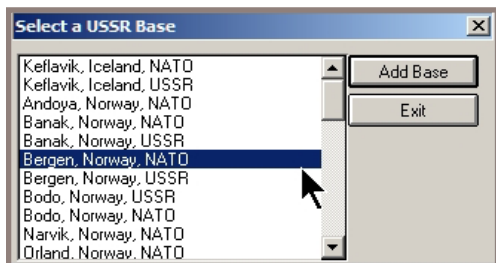 Select a USSR Base
Keflavik, Iceland, NATO
Keflavik, Iceland, USSR
Andoya, Norway, NATO
Banak, Norway, NATO
Banak, Norway, USSR
Bergen, Norway, NATO
Bergen, Norway, USSR
Bodo, Norway, USSR
Bodo, Norway, NATO
Narvik, Norway, NATO
Orland, Norway, NATO
Add Base
Exit